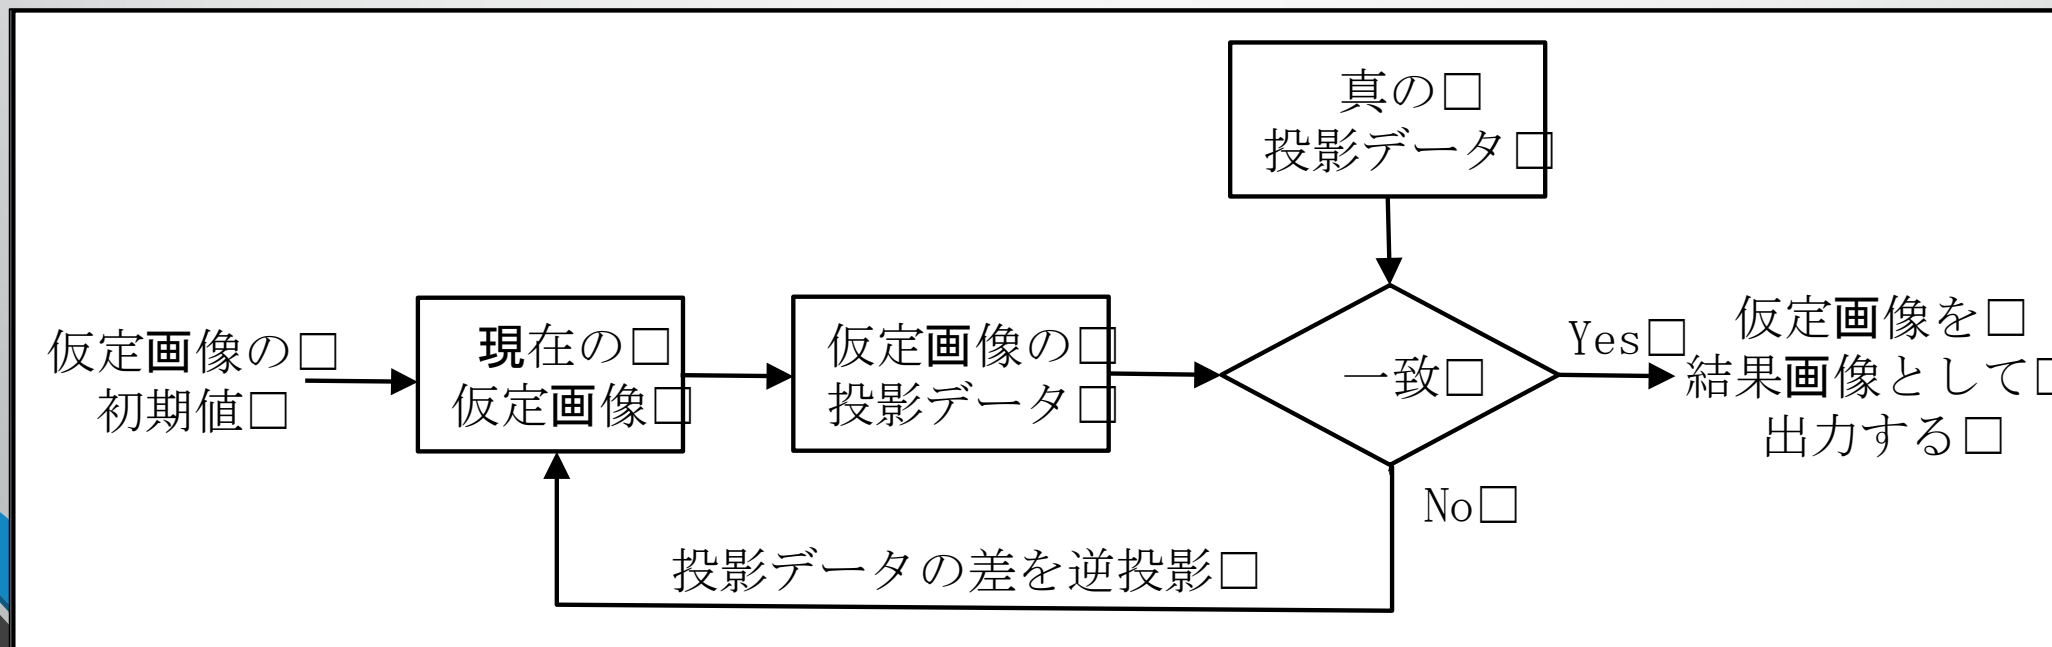 真の□
投影データ□
仮定画像の□
初期値□
現在の□
仮定画像□
仮定画像の□
投影データ□
一致□
Yes□
仮定画像を□
結果画像として□
出力する□
No□
投影データの差を逆投影□